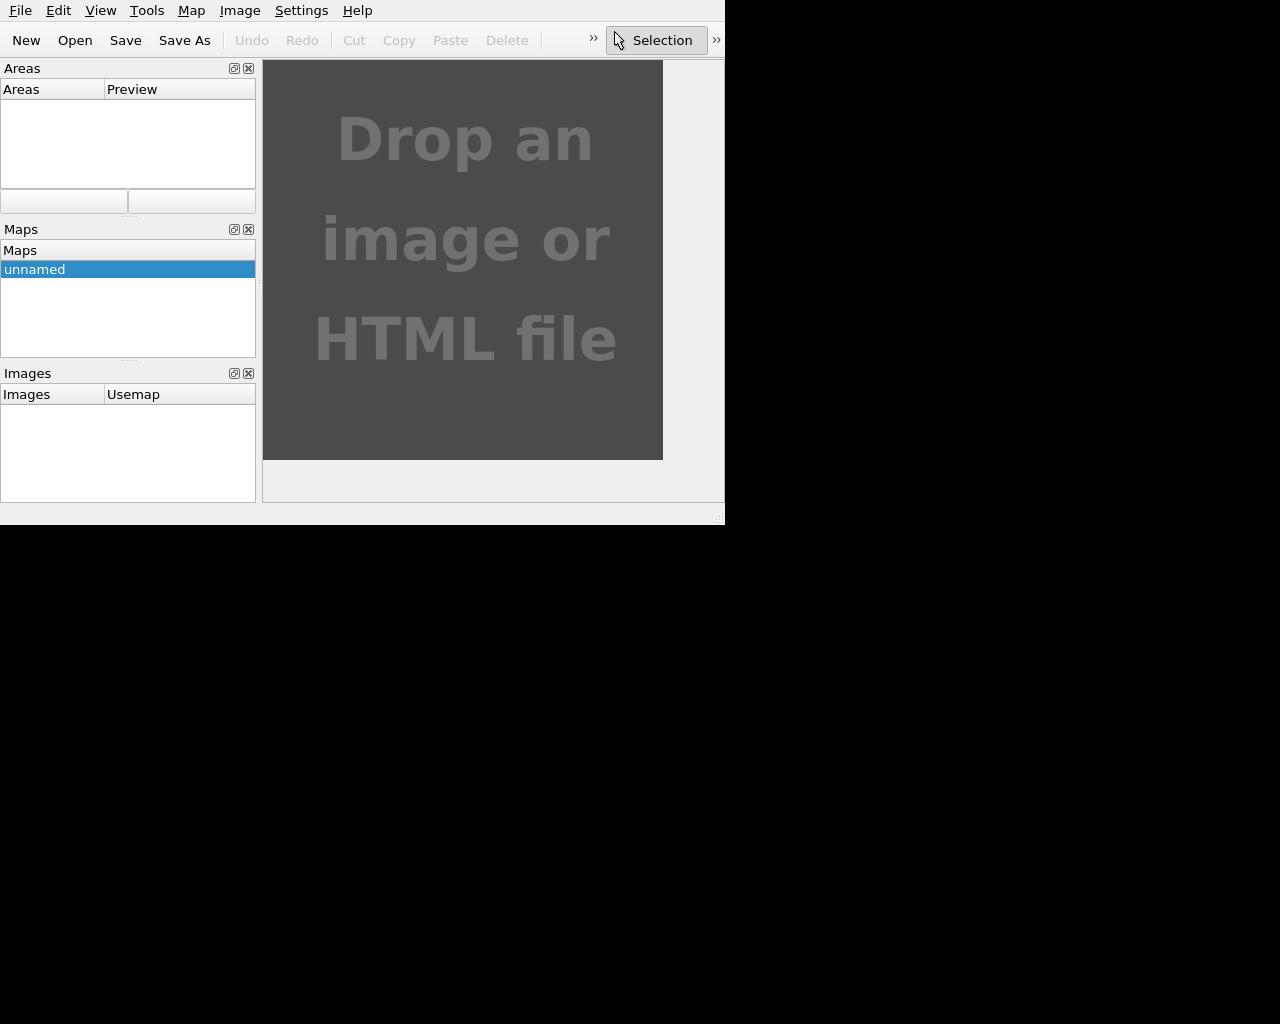 File Edit View Tools Map Image Settings Help
New Open Save Save As Undo Redo Cut Copy Paste Delete ›› Selection ››
Areas
Areas Preview
Maps
Maps
unnamed
Images
Images Usemap
Drop an
image or
HTML file